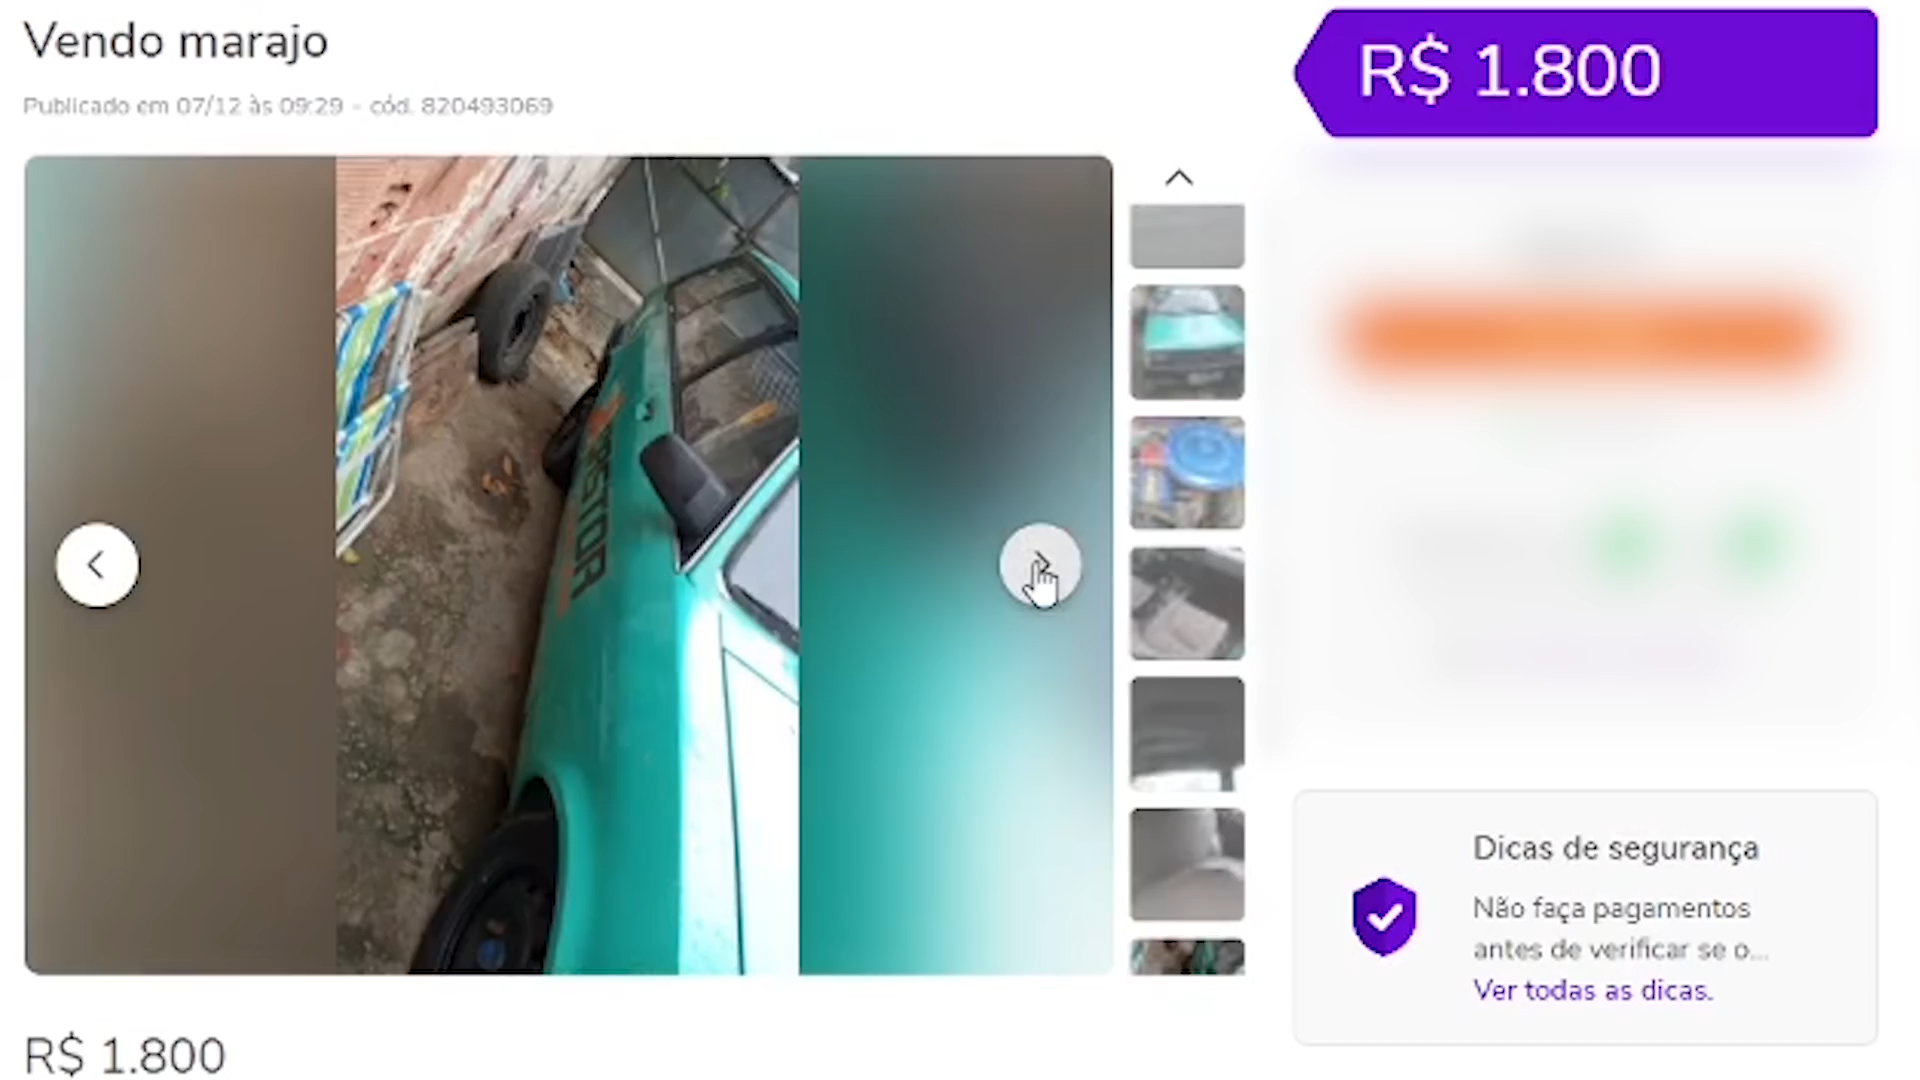 Vendo marajo
R$ 1.800
Publicado em 07/12 às 09:29 - cód. 820493069
Dicas de segurança
Não faça pagamentos
antes de verificar se o...
Ver todas as dicas.
R$ 1.800